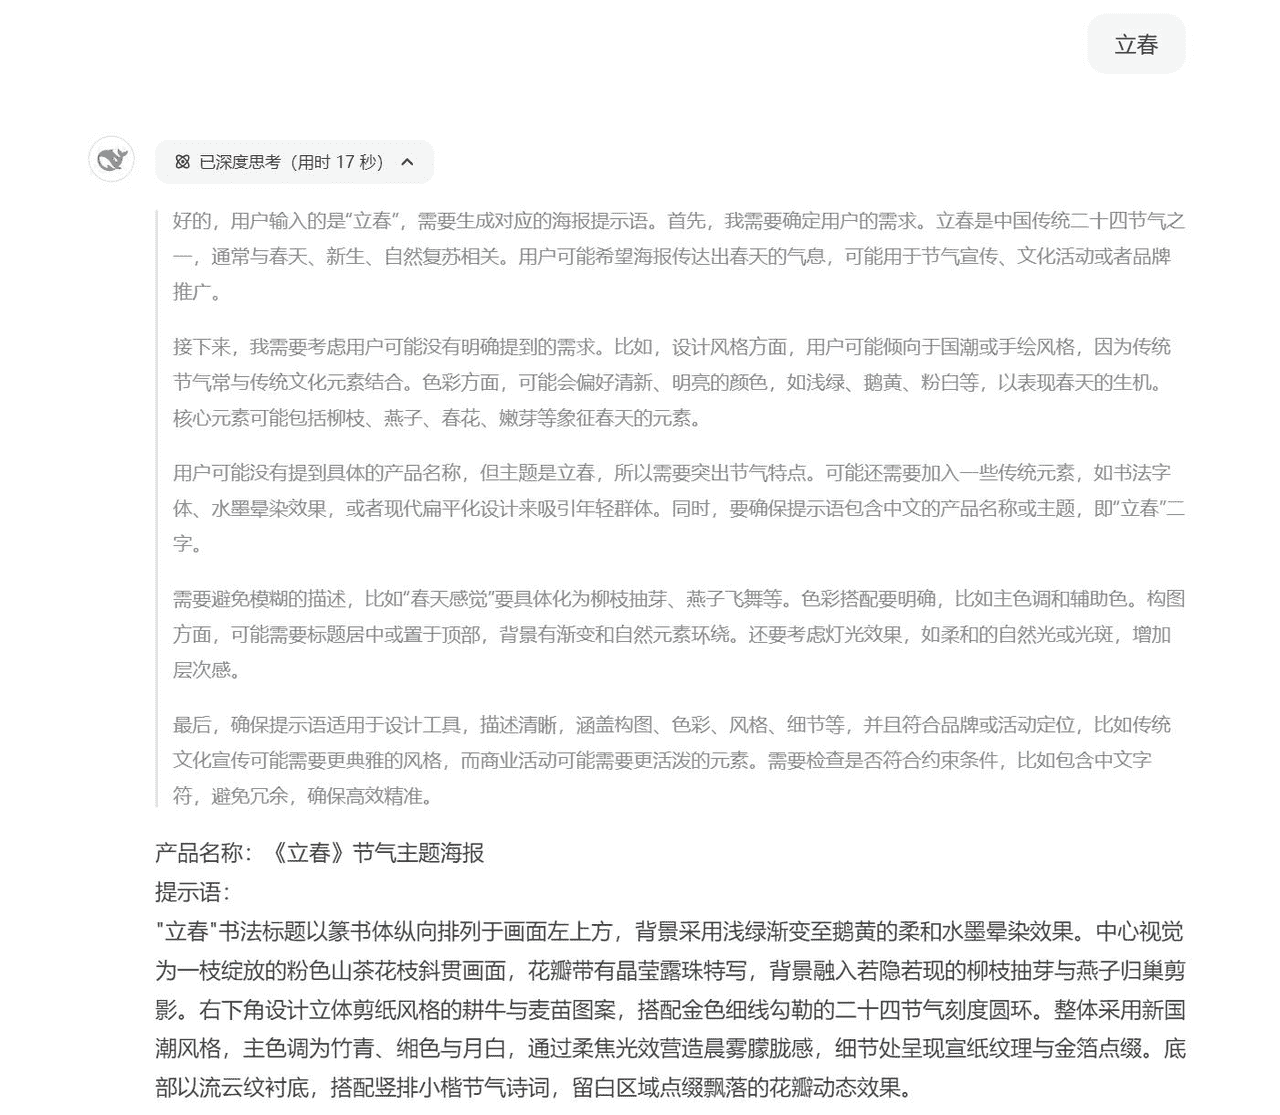 立春
已深度思考（用时 17 秒）
好的，用户输入的是“立春”，需要生成对应的海报提示语。首先，我需要确定用户的需求。立春是中国传统二十四节气之
一，通常与春天、新生、自然复苏相关。用户可能希望海报传达出春天的气息，可能用于节气宣传、文化活动或者品牌
推广。
接下来，我需要考虑用户可能没有明确提到的需求。比如，设计风格方面，用户可能倾向于国潮或手绘风格，因为传统
节气常与传统文化元素结合。色彩方面，可能会偏好清新、明亮的颜色，如浅绿、鹅黄、粉白等，以表现春天的生机。
核心元素可能包括柳枝、燕子、春花、嫩芽等象征春天的元素。
用户可能没有提到具体的产品名称，但主题是立春，所以需要突出节气特点。可能还需要加入一些传统元素，如书法字
体、水墨晕染效果，或者现代扁平化设计来吸引年轻群体。同时，要确保提示语包含中文的产品名称或主题，即“立春”二
字。
需要避免模糊的描述，比如“春天感觉”要具体化为柳枝抽芽、燕子飞舞等。色彩搭配要明确，比如主色调和辅助色。构图
方面，可能需要标题居中或置于顶部，背景有渐变和自然元素环绕。还要考虑灯光效果，如柔和的自然光或光斑，增加
层次感。
最后，确保提示语适用于设计工具，描述清晰，涵盖构图、色彩、风格、细节等，并且符合品牌或活动定位，比如传统
文化宣传可能需要更典雅的风格，而商业活动可能需要更活泼的元素。需要检查是否符合约束条件，比如包含中文字
符，避免冗余，确保高效精准。
产品名称：《立春》节气主题海报
提示语：
"立春"书法标题以篆书体纵向排列于画面左上方，背景采用浅绿渐变至鹅黄的柔和水墨晕染效果。中心视觉
为一枝绽放的粉色山茶花枝斜贯画面，花瓣带有晶莹露珠特写，背景融入若隐若现的柳枝抽芽与燕子归巢剪
影。右下角设计立体剪纸风格的耕牛与麦苗图案，搭配金色细线勾勒的二十四节气刻度圆环。整体采用新国
潮风格，主色调为竹青、缃色与月白，通过柔焦光效营造晨雾朦胧感，细节处呈现宣纸纹理与金箔点缀。底
部以流云纹衬底，搭配竖排小楷节气诗词，留白区域点缀飘落的花瓣动态效果。